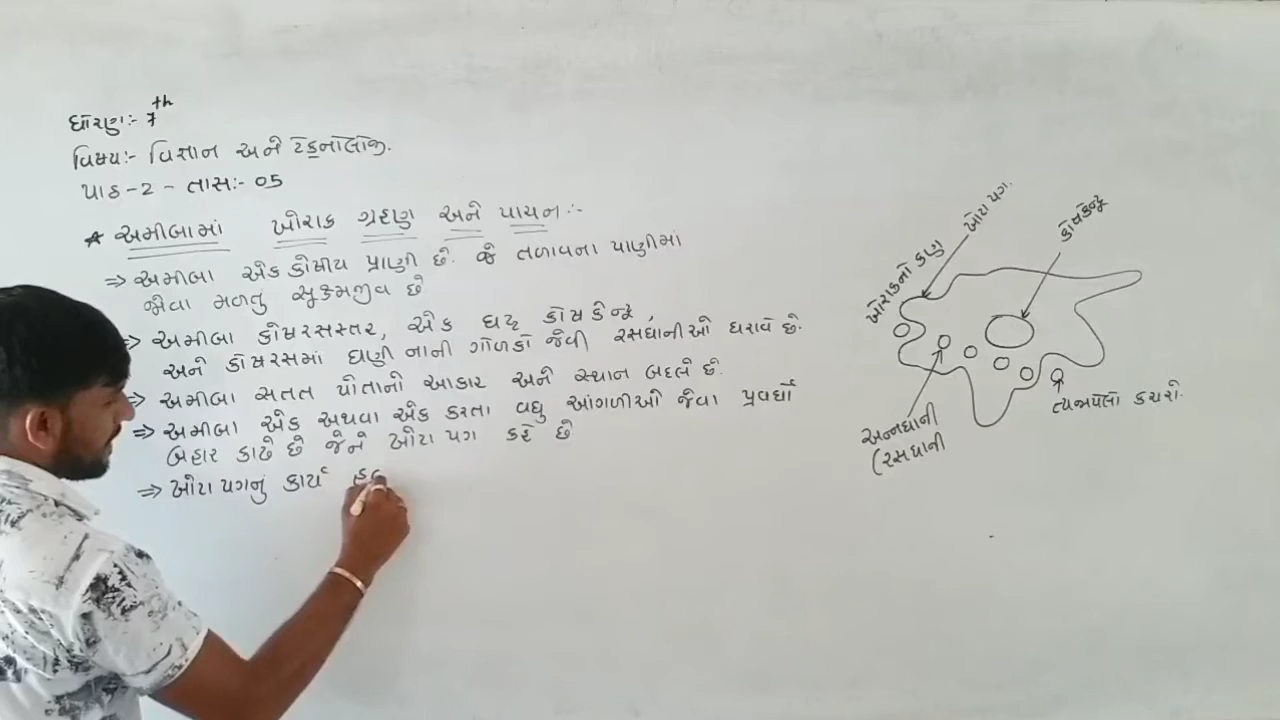 ધોરણ:- 7th
વિષય:- વિજ્ઞાન અને ટેકનોલોજી.
પાઠ-2 - તાસ:- 05
* અમીબામાં ખોરાક ગ્રહણ અને પાચન:-
⇒ અમીબા એક કોષીય પ્રાણી છે. જે તળાવના પાણીમાં
જોવા મળતું સૂક્ષ્મજીવ છે
⇒ અમીબા કોષરસસ્તર, એક ઘટ્ટ કોષકેન્દ્ર,
અને કોષરસમાં ઘણી નાની ગોળકો જેવી રસધાનીઓ ધરાવે છે.
⇒ અમીબા સતત પોતાનો આકાર અને સ્થાન બદલે છે.
⇒ અમીબા એક અથવા એક કરતા વધુ આંગળીઓ જેવા પ્રવર્ધો
બહાર કાઢે છે જેને ખોટા પગ કહે છે
⇒ ખોટા પગનું કાર્ય
ખોરાકનો કણ
ખોટા પગ.
કોષકેન્દ્ર
અન્નધાની
(રસધાની
ત્યજાયેલો કચરો.